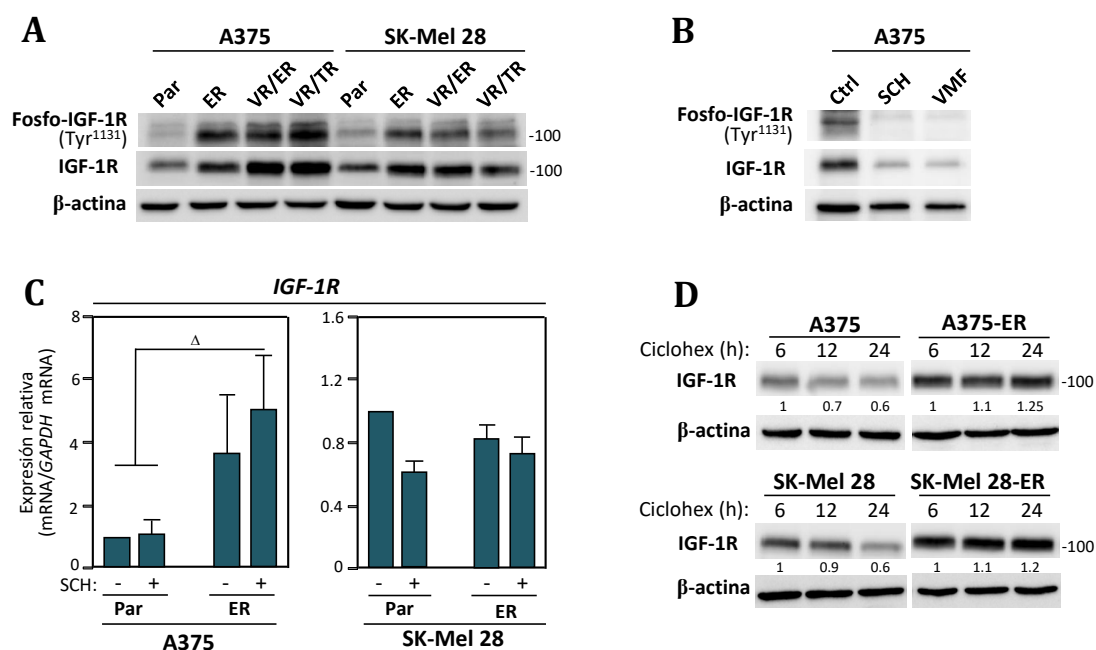 A
A375 SK-Mel 28
Par ER VR/ER VR/TR Par ER VR/ER VR/TR
Fosfo-IGF-1R
(Tyr1131) -100
IGF-1R -100
β-actina
B
A375
Ctrl SCH VMF
Fosfo-IGF-1R
(Tyr1131)
IGF-1R
β-actina
C
IGF-1R
Expresión relativa
(mRNA/GAPDH mRNA)
8
6
4
2
0
Δ
SCH: - + - +
Par ER
A375
1.6
1.2
0.8
0.4
0
- + - +
Par ER
SK-Mel 28
D
A375 A375-ER
Ciclohex (h): 6 12 24 6 12 24
IGF-1R -100
1 0.7 0.6 1 1.1 1.25
β-actina
SK-Mel 28 SK-Mel 28-ER
Ciclohex (h): 6 12 24 6 12 24
IGF-1R -100
1 0.9 0.6 1 1.1 1.2
β-actina